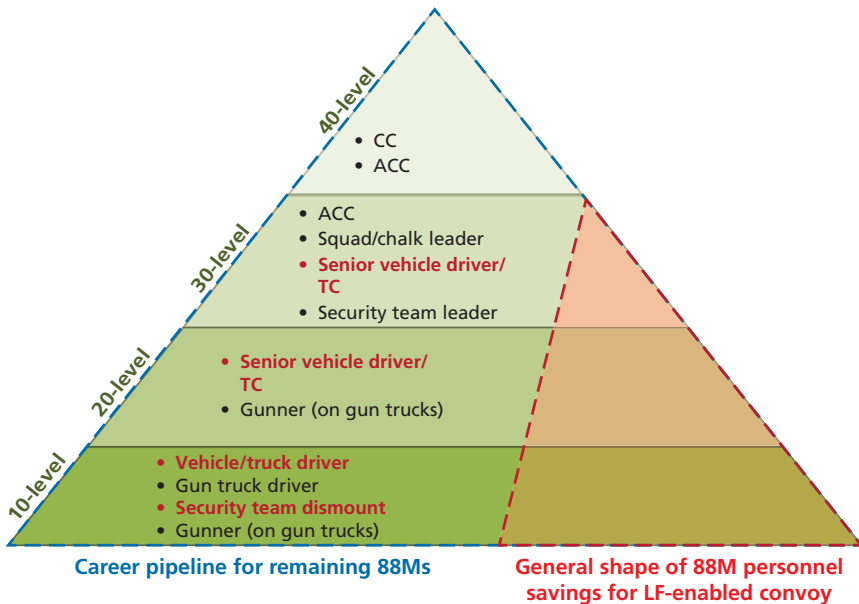 40-level
• CC
• ACC
30-level
• ACC
• Squad/chalk leader
• Senior vehicle driver/
TC
• Security team leader
20-level
• Senior vehicle driver/
TC
• Gunner (on gun trucks)
10-level
• Vehicle/truck driver
• Gun truck driver
• Security team dismount
• Gunner (on gun trucks)
Career pipeline for remaining 88Ms
General shape of 88M personnel
savings for LF-enabled convoy